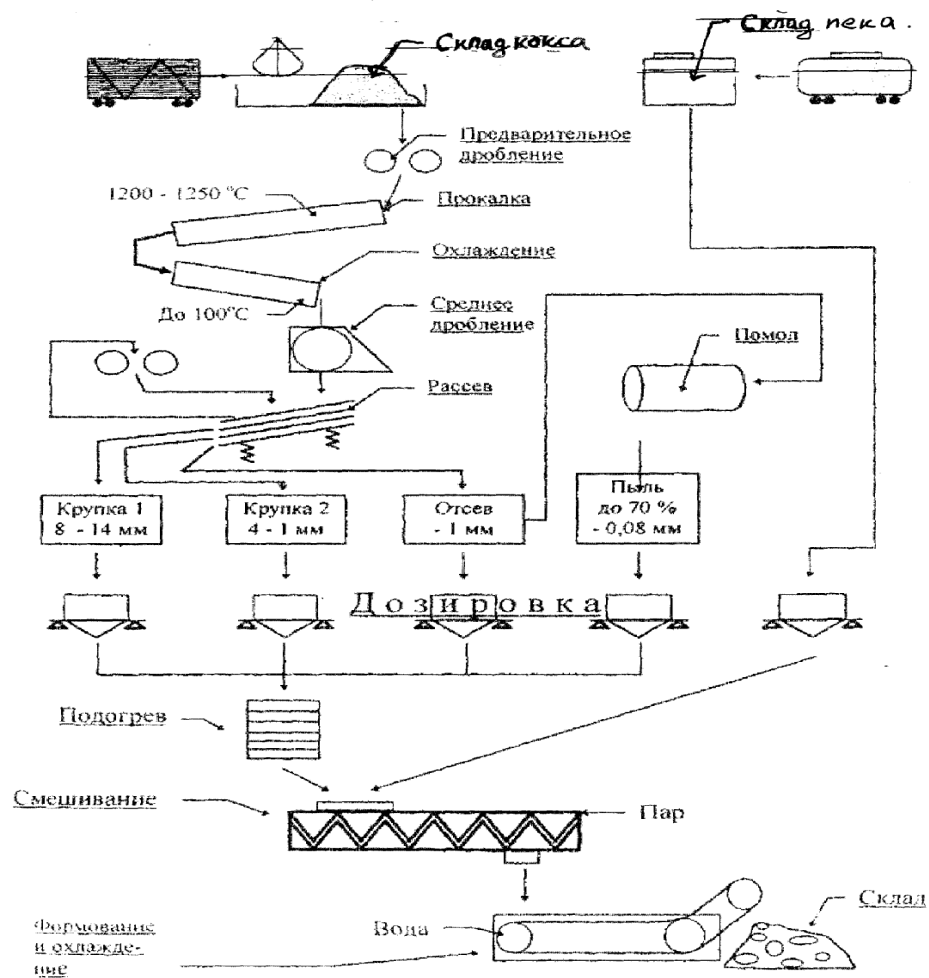 Склад кокса
Склад пека.
Предварительное
дробление
1200 - 1250 °C
Прокалка
Охлаждение
До 100°C
Среднее
дробление
Помол
Рассев
Крупка 1
8 - 14 мм
Крупка 2
4 - 1 мм
Отсев
- 1 мм
Пыль
до 70 %
- 0,08 мм
Дозировка
Подогрев
Смешивание
Пар
Вода
Склад
Формование
и охлажде-
ние